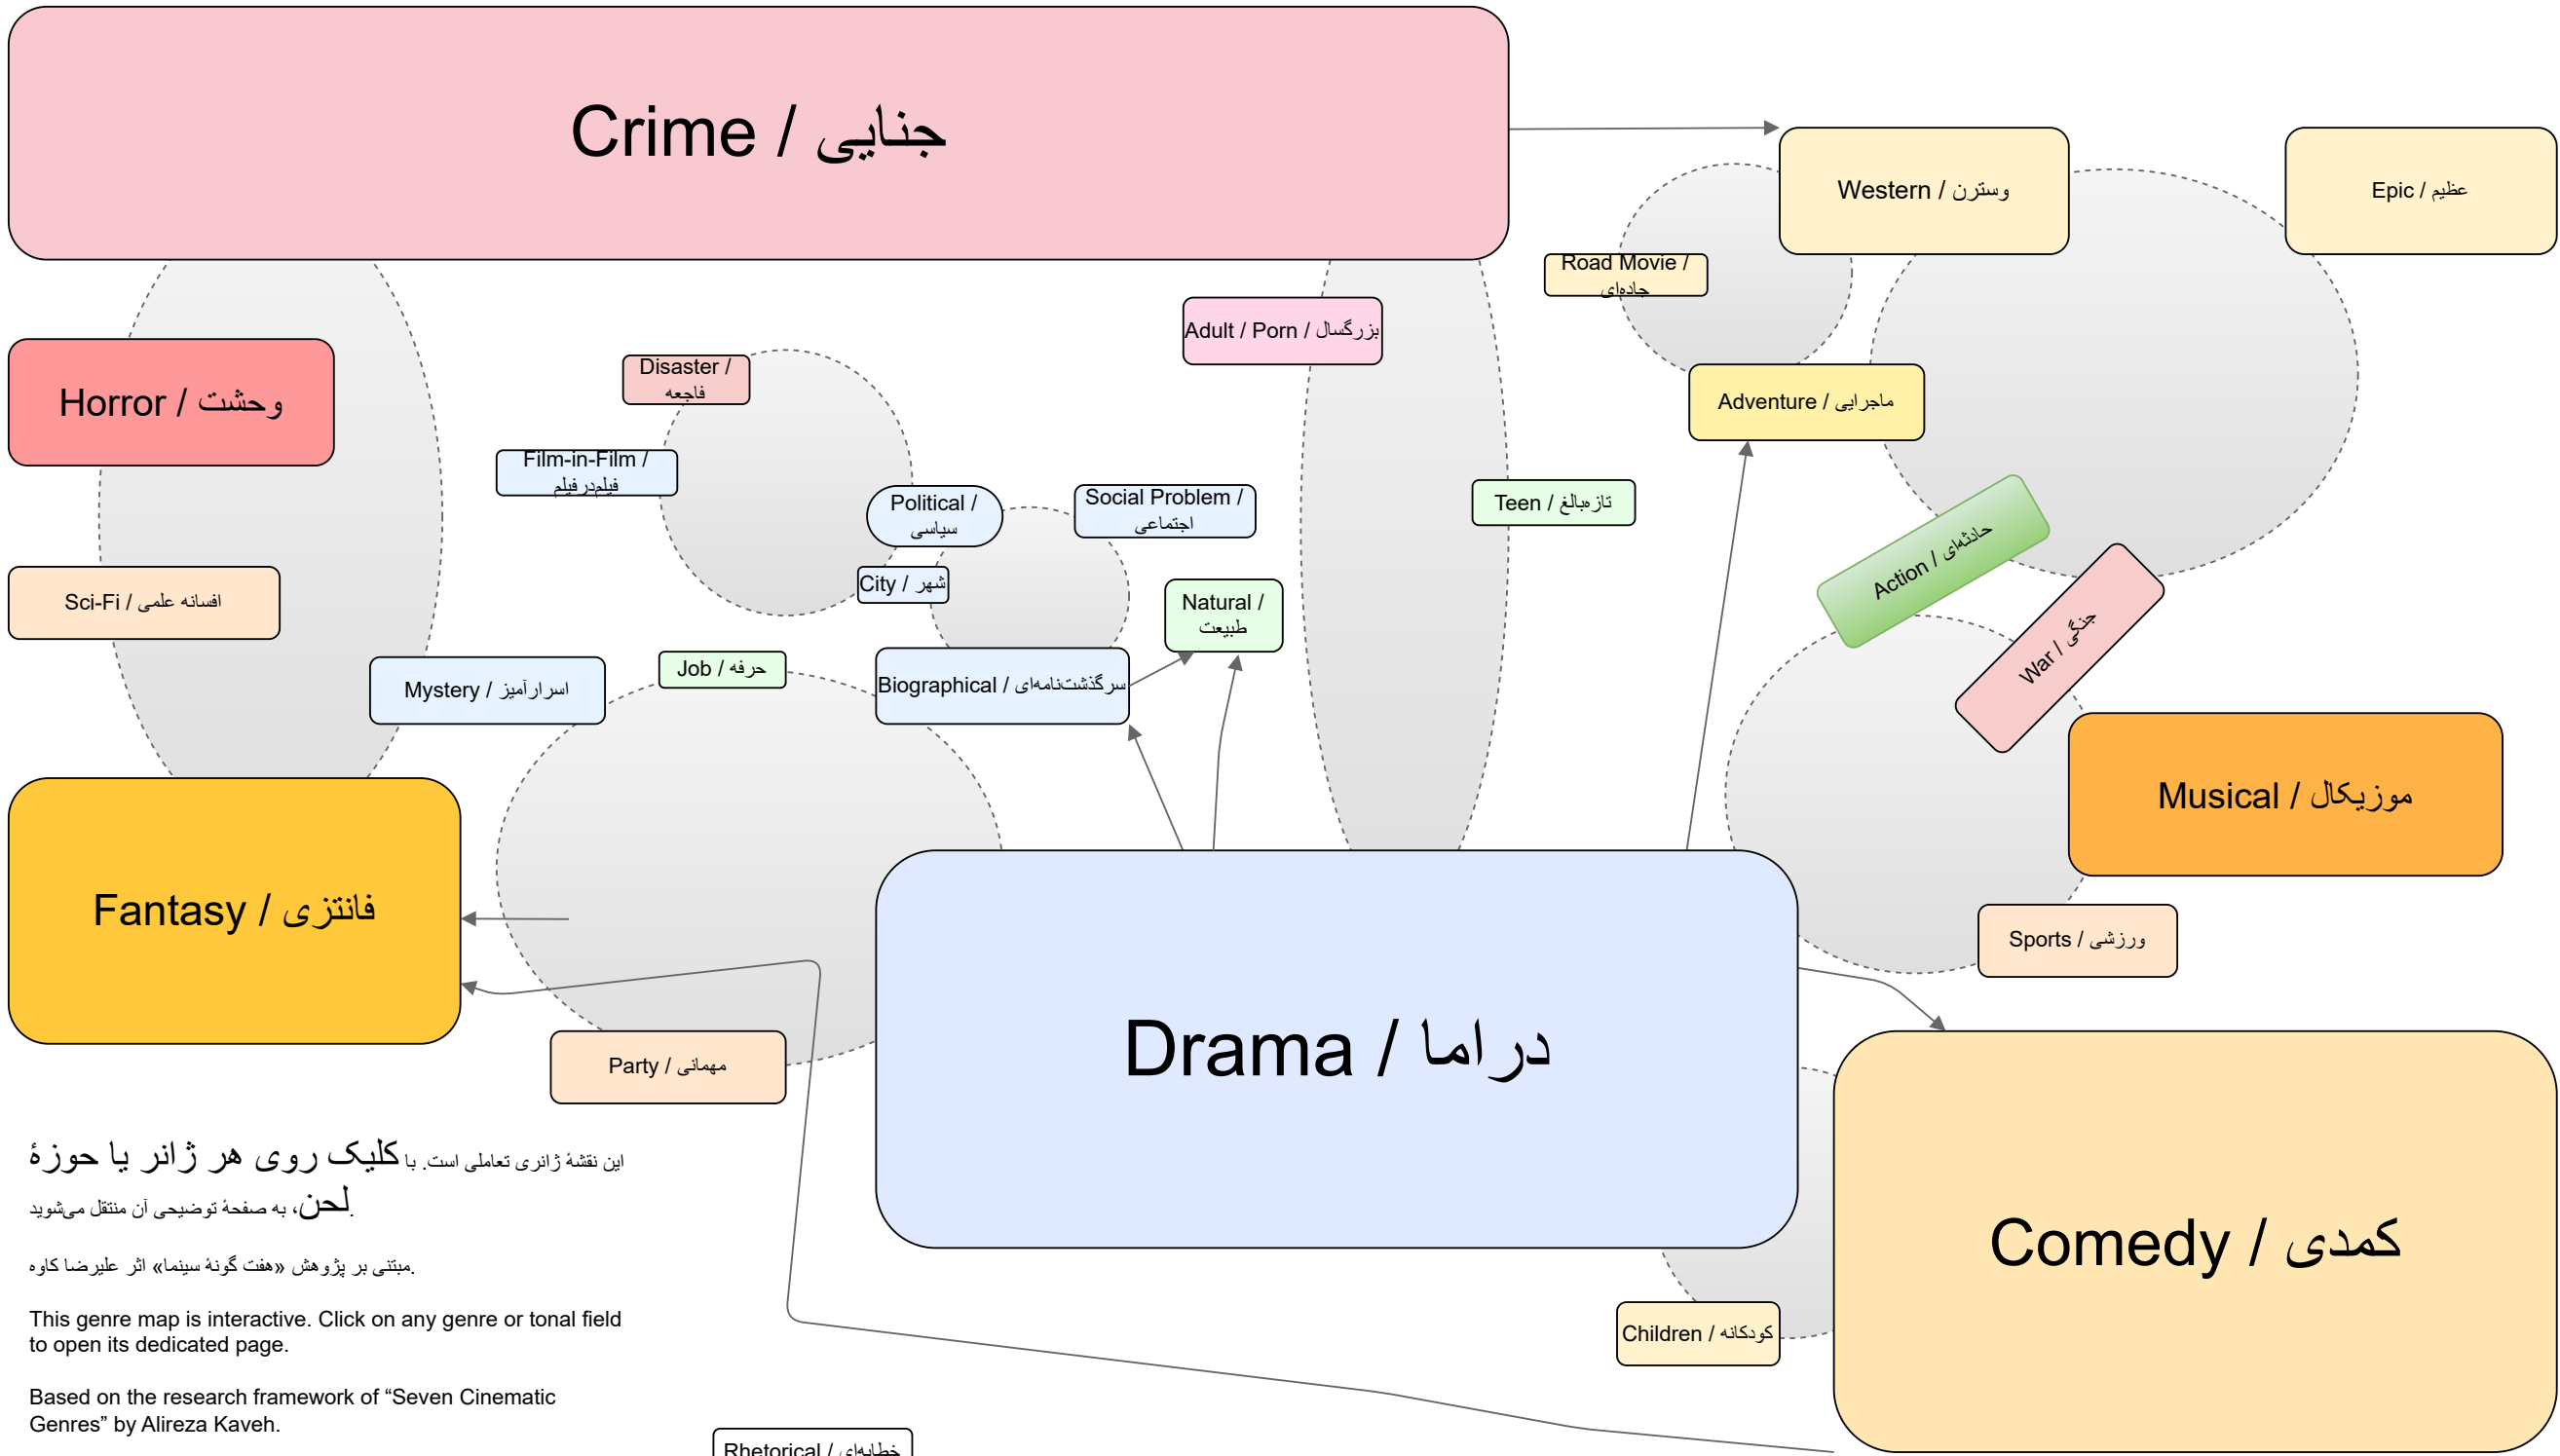 Crime / جنایی
Western / وسترن
Epic / عظیم
Road Movie /
جاده‌ای
Adult / Porn / بزرگسال
Horror / وحشت
Disaster /
فاجعه
Adventure / ماجرایی
Film-in-Film /
فیلم‌درفیلم
Political /
سیاسی
Social Problem /
اجتماعی
Teen / تازه‌بالغ
Action / حادثه‌ای
City / شهر
Sci-Fi / افسانه علمی
Natural /
طبیعت
War / جنگی
Job / حرفه
Mystery / اسرارآمیز
Biographical / سرگذشت‌نامه‌ای
Musical / موزیکال
Fantasy / فانتزی
Sports / ورزشی
Drama / دراما
Party / مهمانی
Comedy / کمدی
Children / کودکانه
این نقشهٔ ژانری تعاملی است. با کلیک روی هر ژانر یا حوزهٔ
لحن، به صفحهٔ توضیحی آن منتقل می‌شوید.
مبتنی بر پژوهش «هفت گونهٔ سینما» اثر علیرضا کاوه.
This genre map is interactive. Click on any genre or tonal field
to open its dedicated page.
Based on the research framework of “Seven Cinematic
Genres” by Alireza Kaveh.
Rhetorical / خطابه‌ای